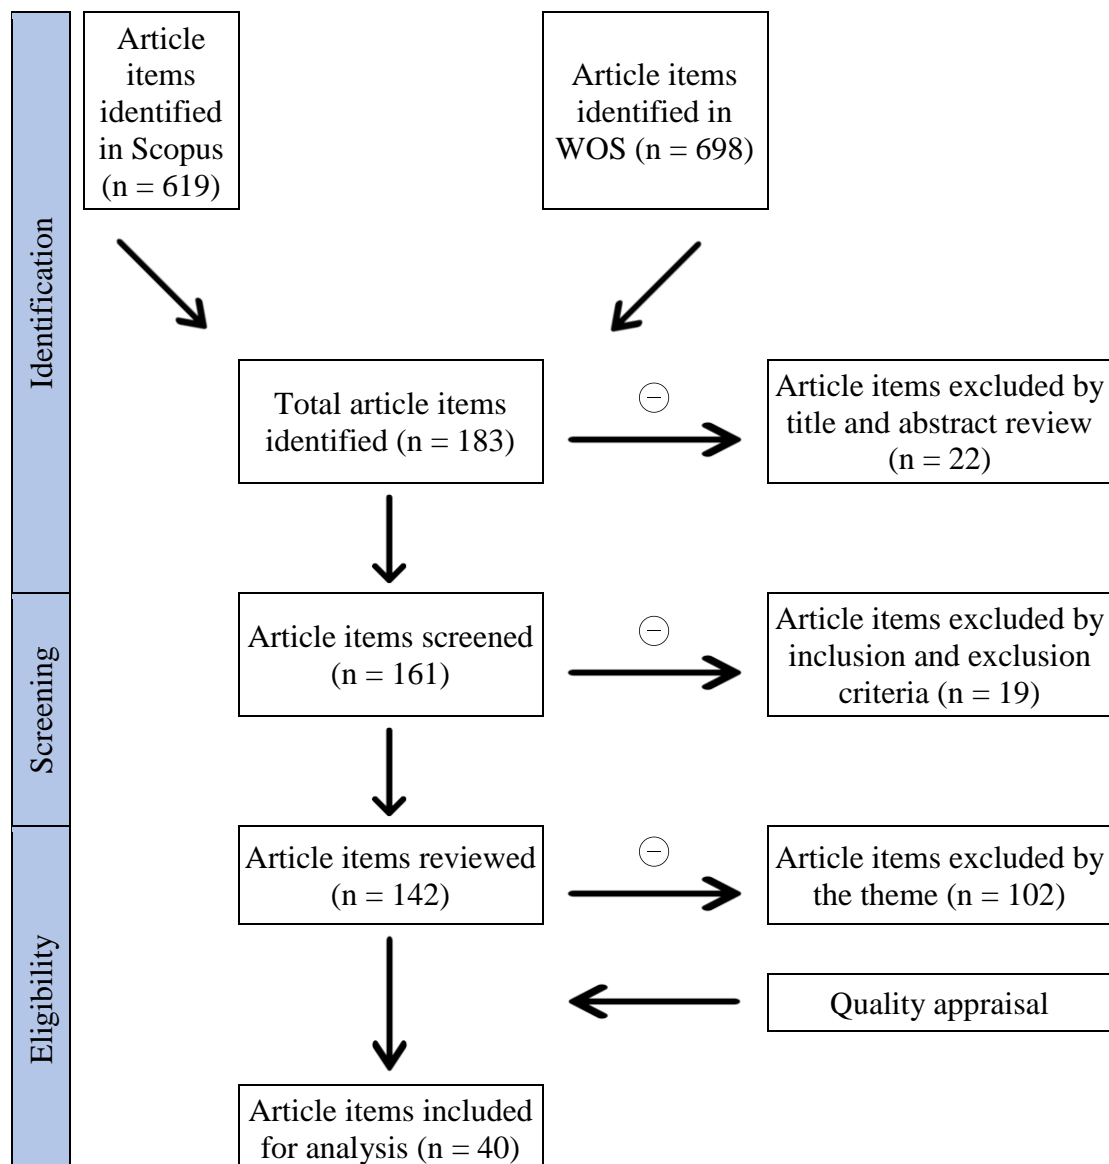 Article
items
identified
in Scopus
(n = 619)
Article items
identified in
WOS (n = 698)
Identification
Total article items
identified (n = 183)
Article items excluded by
title and abstract review
(n = 22)
Screening
Article items screened
(n = 161)
Article items excluded by
inclusion and exclusion
criteria (n = 19)
Eligibility
Article items reviewed
(n = 142)
Article items excluded by
the theme (n = 102)
Quality appraisal
Article items included
for analysis (n = 40)